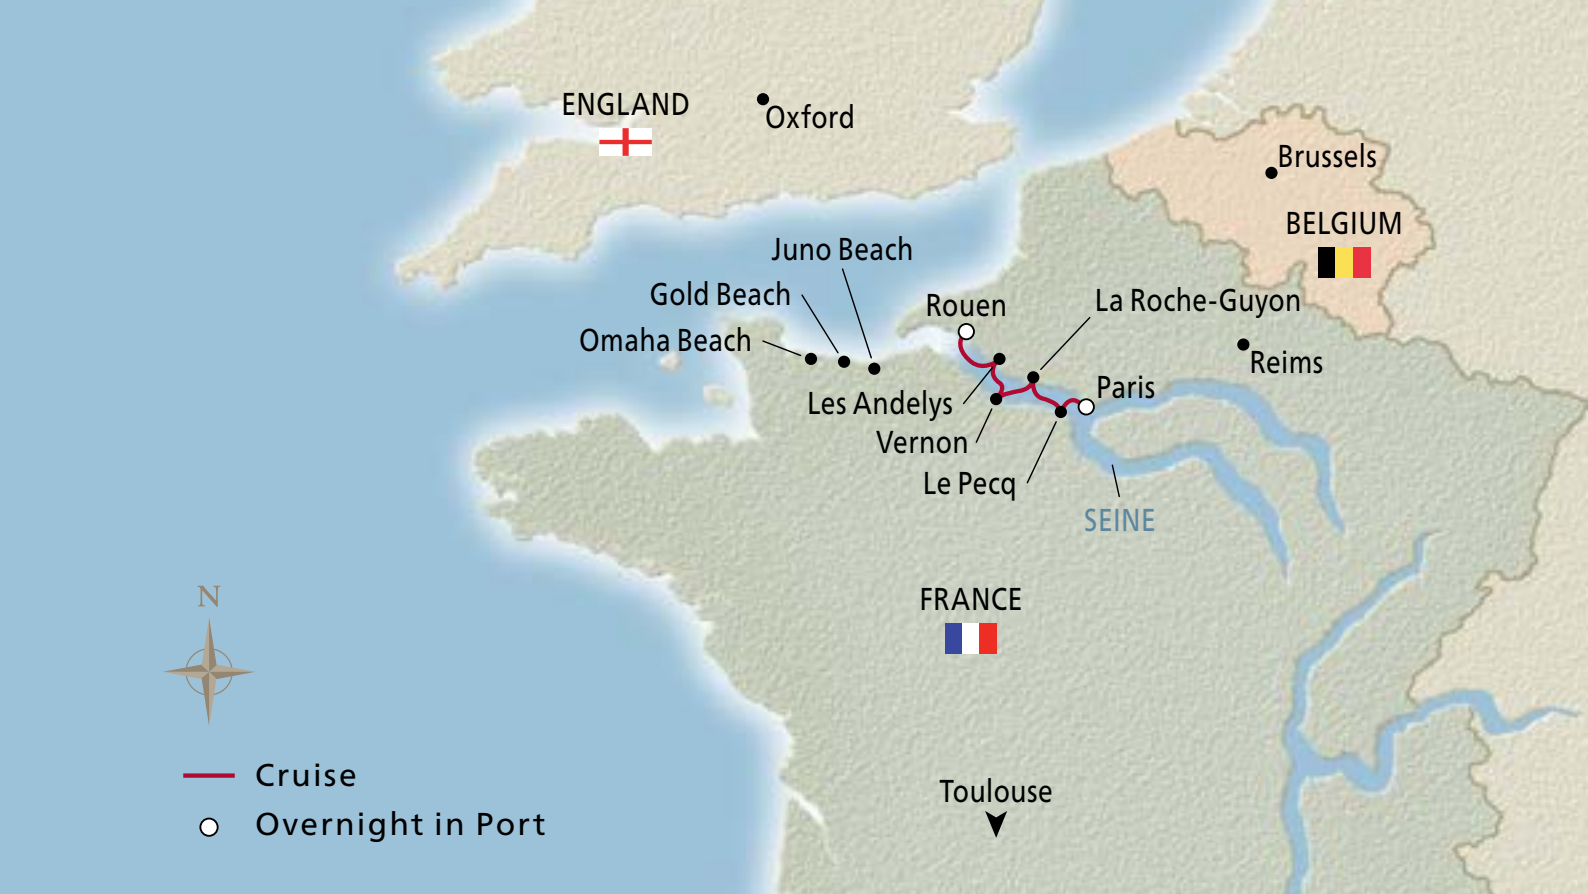 ENGLAND
Oxford
Brussels
BELGIUM
Juno Beach
Gold Beach
Omaha Beach
Rouen
La Roche-Guyon
Reims
Paris
Les Andelys
Vernon
Le Pecq
SEINE
FRANCE
N
Cruise
Overnight in Port
Toulouse